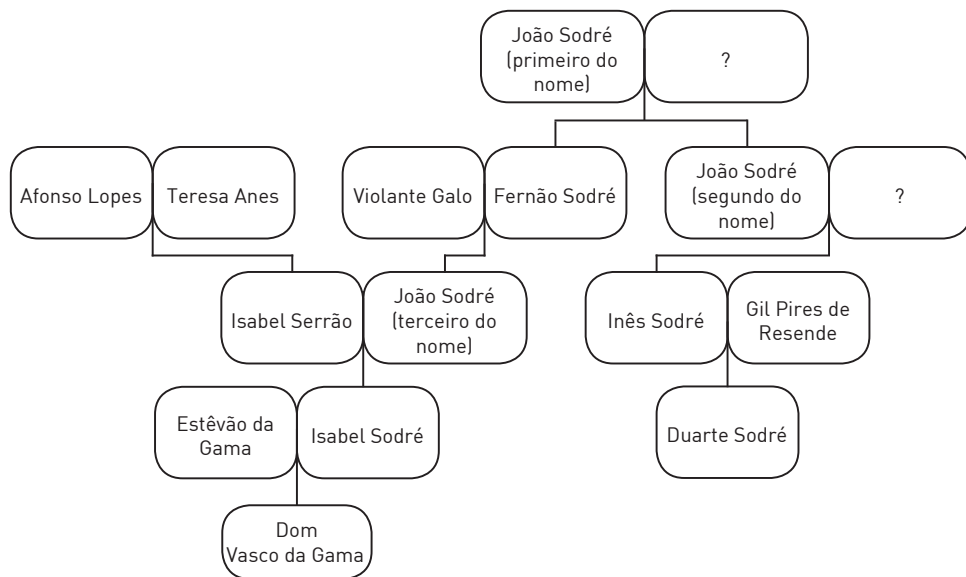 João Sodré
(primeiro do
nome)
?
Afonso Lopes
Teresa Anes
Violante Galo
Fernão Sodré
João Sodré
(segundo do
nome)
?
Isabel Serrão
João Sodré
(terceiro do
nome)
Inês Sodré
Gil Pires de
Resende
Estêvão da
Gama
Isabel Sodré
Duarte Sodré
Dom
Vasco da Gama